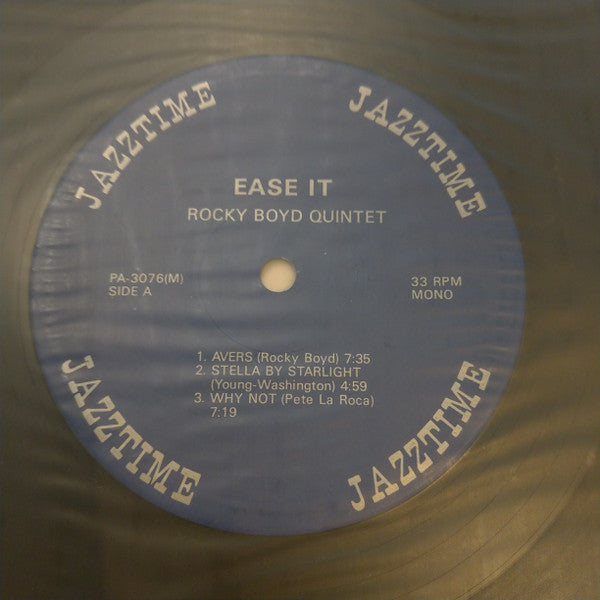 JAZZTIME
JAZZTIME
EASE IT
ROCKY BOYD QUINTET
PA-3076(M)
SIDE A
33 RPM
MONO
1. AVERS (Rocky Boyd) 7:35
2. STELLA BY STARLIGHT
(Young-Washington) 4:59
3. WHY NOT (Pete La Roca)
7:19
JAZZTIME
JAZZTIME